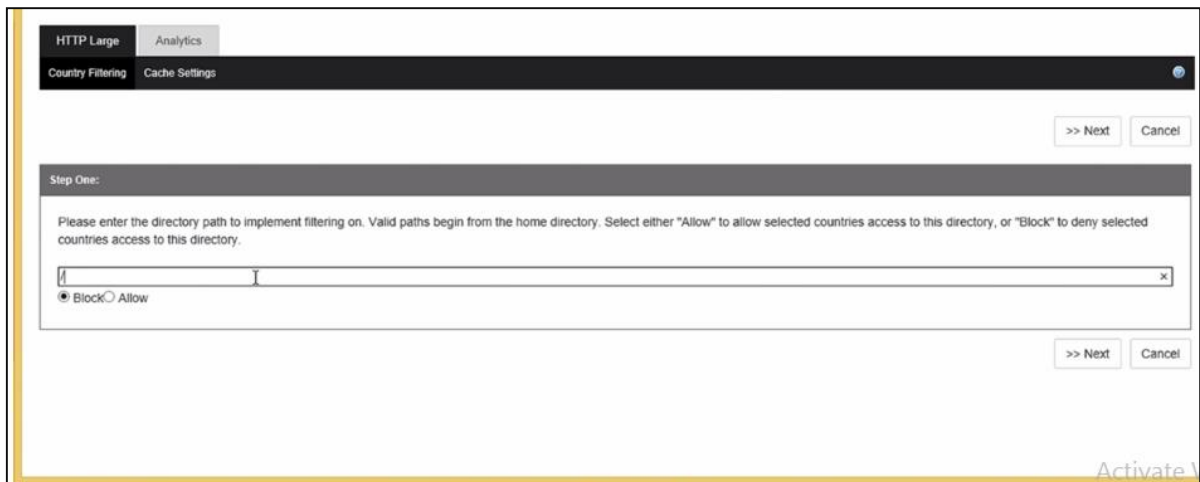 HTTP Large Analytics
Country Filtering Cache Settings
>> Next Cancel
Step One:
Please enter the directory path to implement filtering on. Valid paths begin from the home directory. Select either "Allow" to allow selected countries access to this directory, or "Block" to deny selected
countries access to this directory.
/
Block Allow
>> Next Cancel
Activate